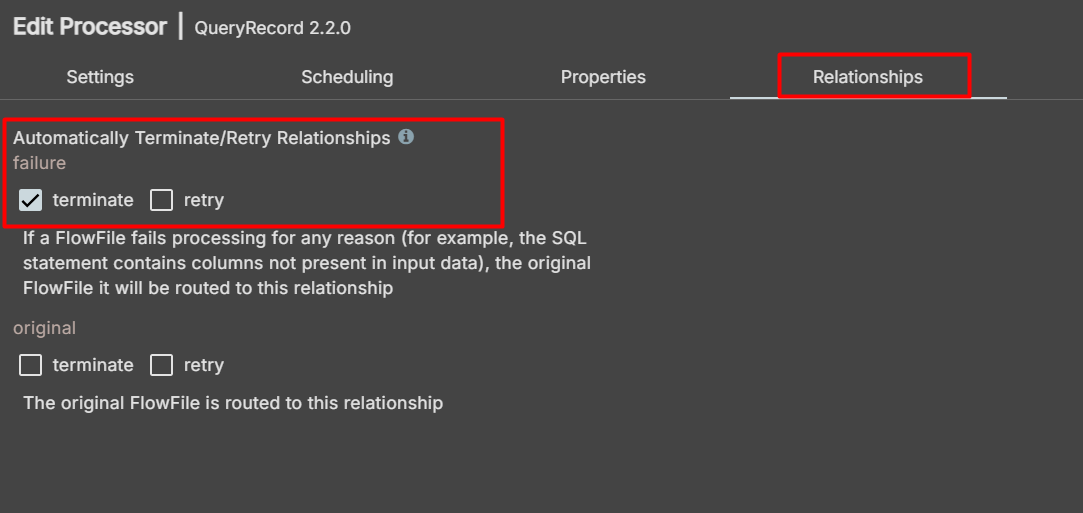 Edit Processor | QueryRecord 2.2.0
Settings Scheduling Properties Relationships
Automatically Terminate/Retry Relationships
failure
terminate retry
If a FlowFile fails processing for any reason (for example, the SQL
statement contains columns not present in input data), the original
FlowFile it will be routed to this relationship
original
terminate retry
The original FlowFile is routed to this relationship